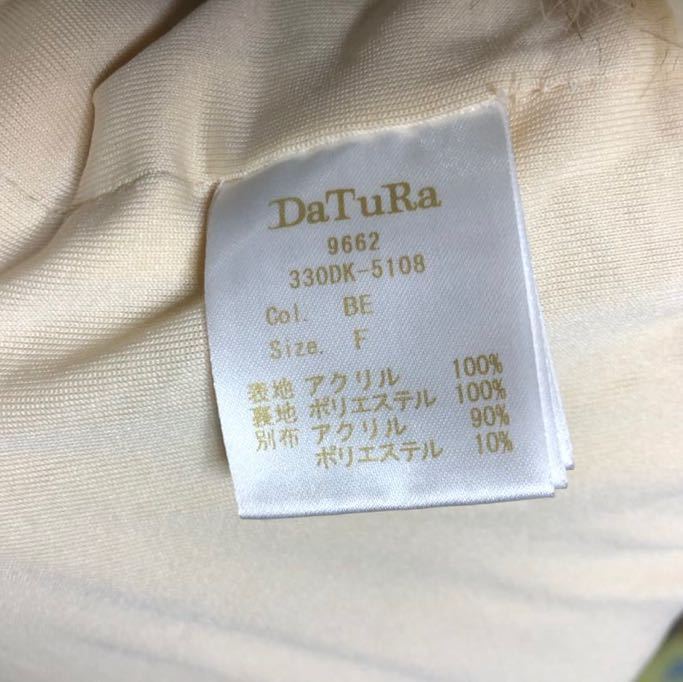 DaTuRa
9662
330DK-5108
Col. BE
Size. F
表地 アクリル 100%
裏地 ポリエステル 100%
別布 アクリル 90%
ポリエステル 10%